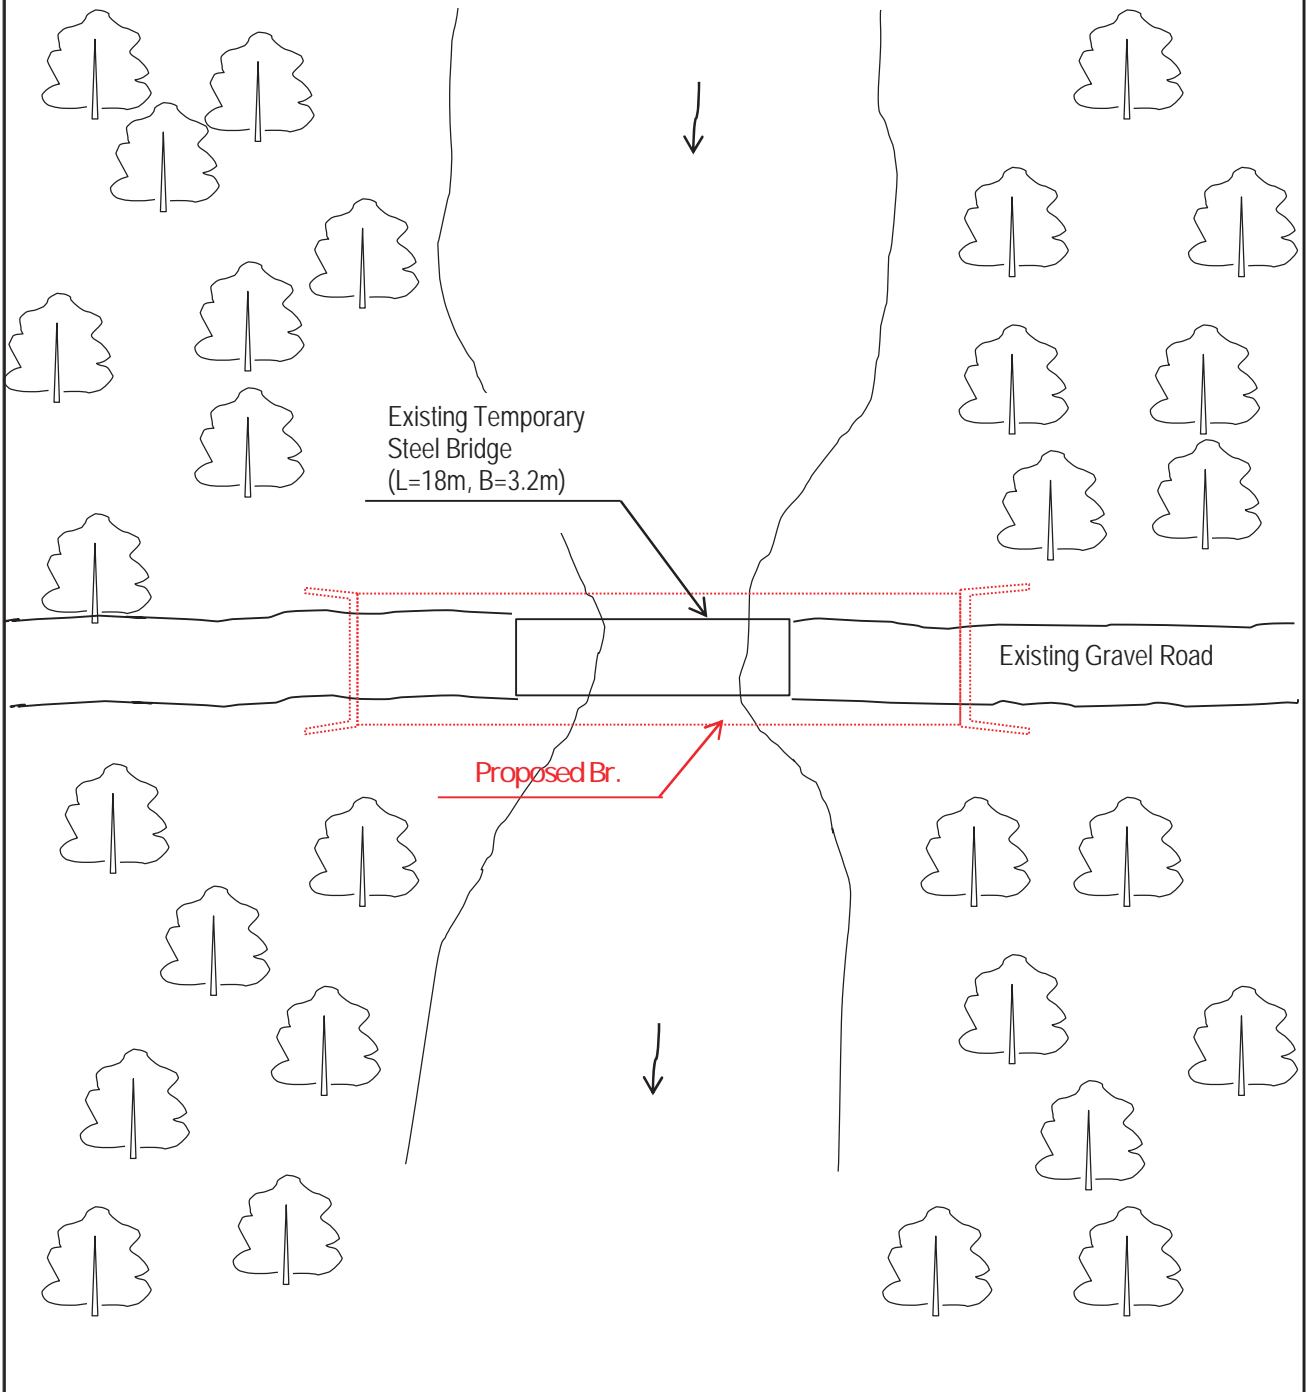 Existing Temporary
Steel Bridge
(L=18m, B=3.2m)
Existing Gravel Road
Proposed Br.